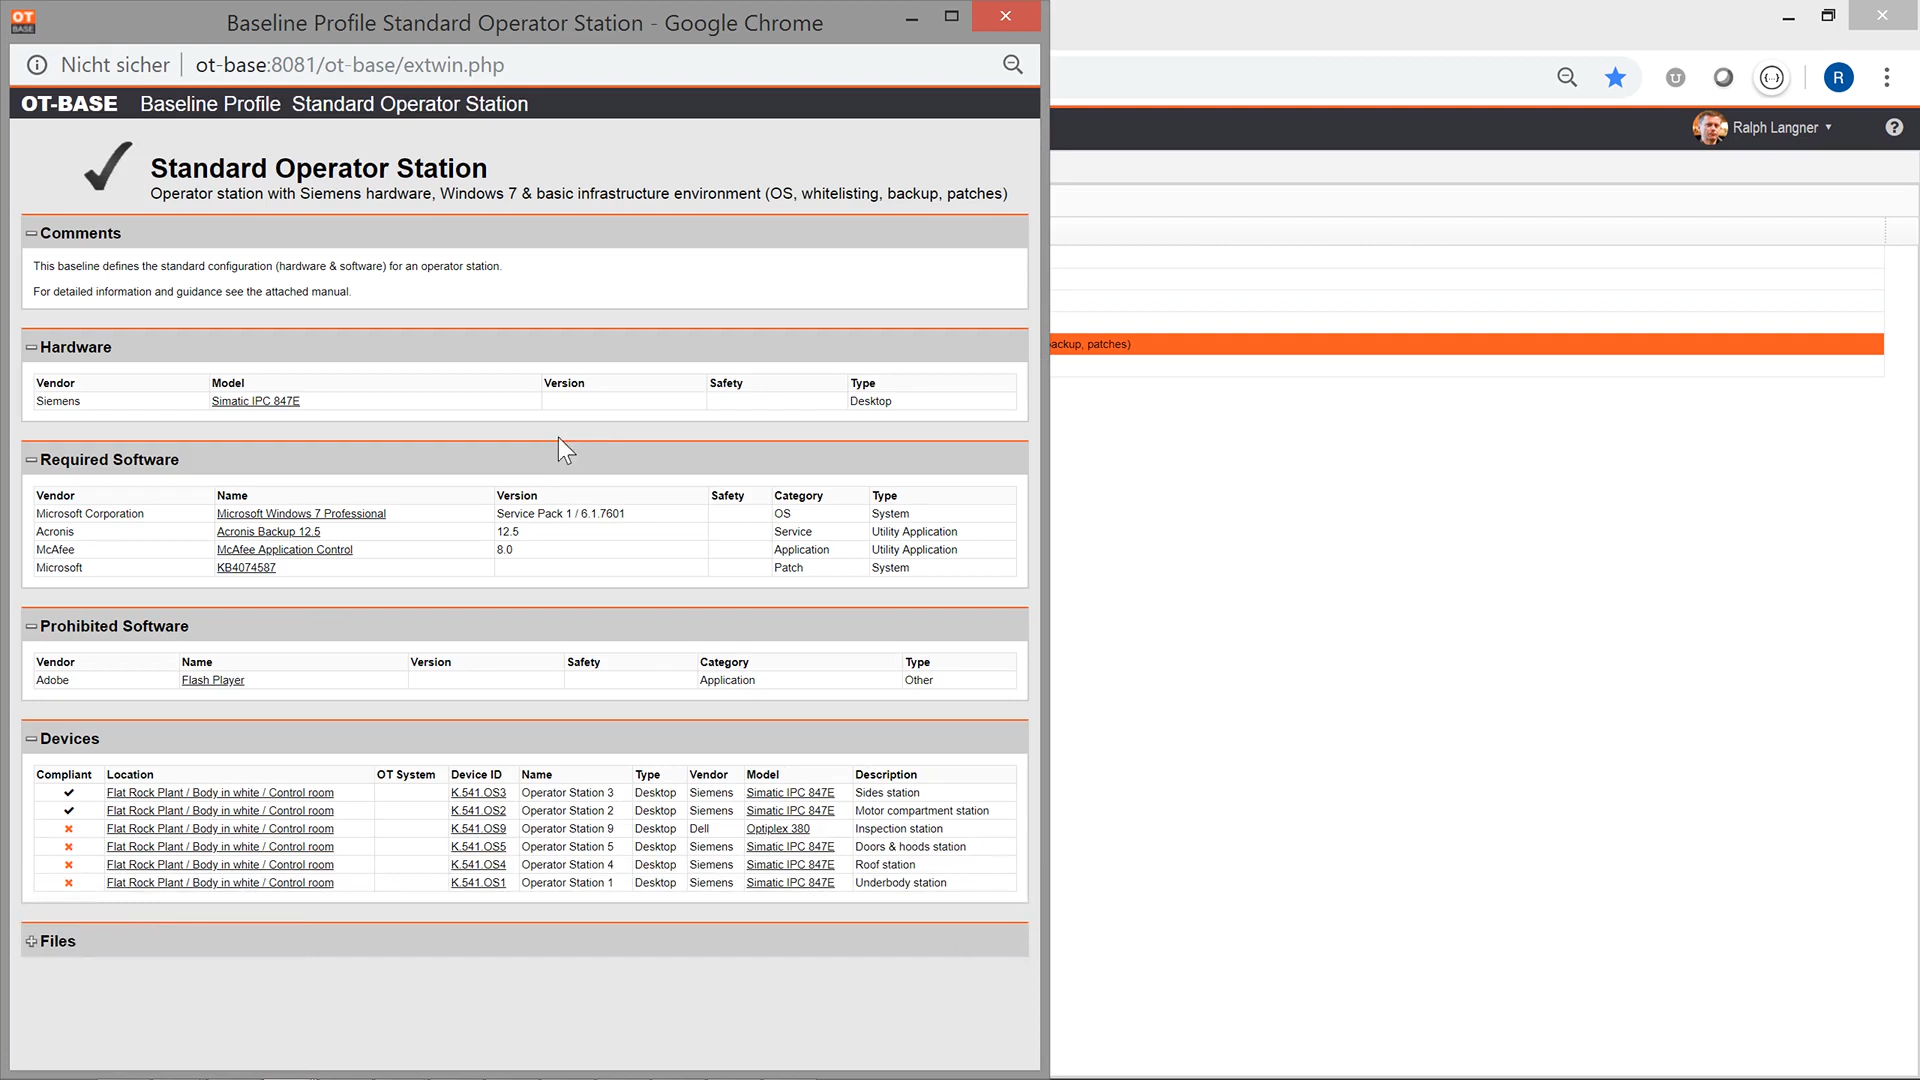 OT
BASE
Baseline Profile Standard Operator Station - Google Chrome
Nicht sicher ot-base:8081/ot-base/extwin.php
R
OT-BASE Baseline Profile Standard Operator Station
Ralph Langner
Standard Operator Station
Operator station with Siemens hardware, Windows 7 & basic infrastructure environment (OS, whitelisting, backup, patches)
Comments
This baseline defines the standard configuration (hardware & software) for an operator station.
For detailed information and guidance see the attached manual.
backup, patches)
Hardware
Vendor Model Version Safety Type
Siemens Simatic IPC 847E Desktop
Required Software
Vendor Name Version Safety Category Type
Microsoft Corporation Microsoft Windows 7 Professional Service Pack 1 / 6.1.7601 OS System
Acronis Acronis Backup 12.5 12.5 Service Utility Application
McAfee McAfee Application Control 8.0 Application Utility Application
Microsoft KB4074587 Patch System
Prohibited Software
Vendor Name Version Safety Category Type
Adobe Flash Player Application Other
Devices
Compliant Location OT System Device ID Name Type Vendor Model Description
Flat Rock Plant / Body in white / Control room K.541.OS3 Operator Station 3 Desktop Siemens Simatic IPC 847E Sides station
Flat Rock Plant / Body in white / Control room K.541.OS2 Operator Station 2 Desktop Siemens Simatic IPC 847E Motor compartment station
Flat Rock Plant / Body in white / Control room K.541.OS9 Operator Station 9 Desktop Dell Optiplex 380 Inspection station
Flat Rock Plant / Body in white / Control room K.541.OS5 Operator Station 5 Desktop Siemens Simatic IPC 847E Doors & hoods station
Flat Rock Plant / Body in white / Control room K.541.OS4 Operator Station 4 Desktop Siemens Simatic IPC 847E Roof station
Flat Rock Plant / Body in white / Control room K.541.OS1 Operator Station 1 Desktop Siemens Simatic IPC 847E Underbody station
Files